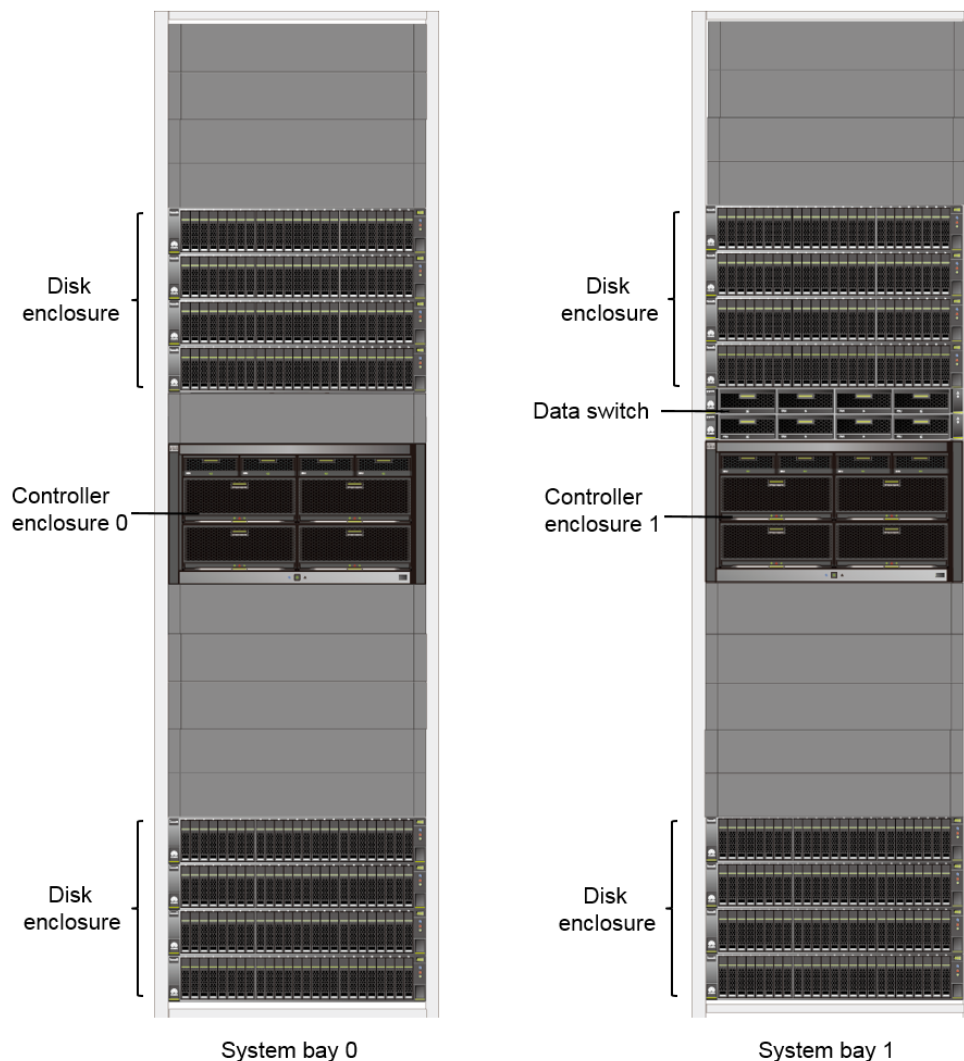 Disk
enclosure
Controller
enclosure 0
Disk
enclosure
System bay 0
Disk
enclosure
Data switch
Controller
enclosure 1
Disk
enclosure
System bay 1